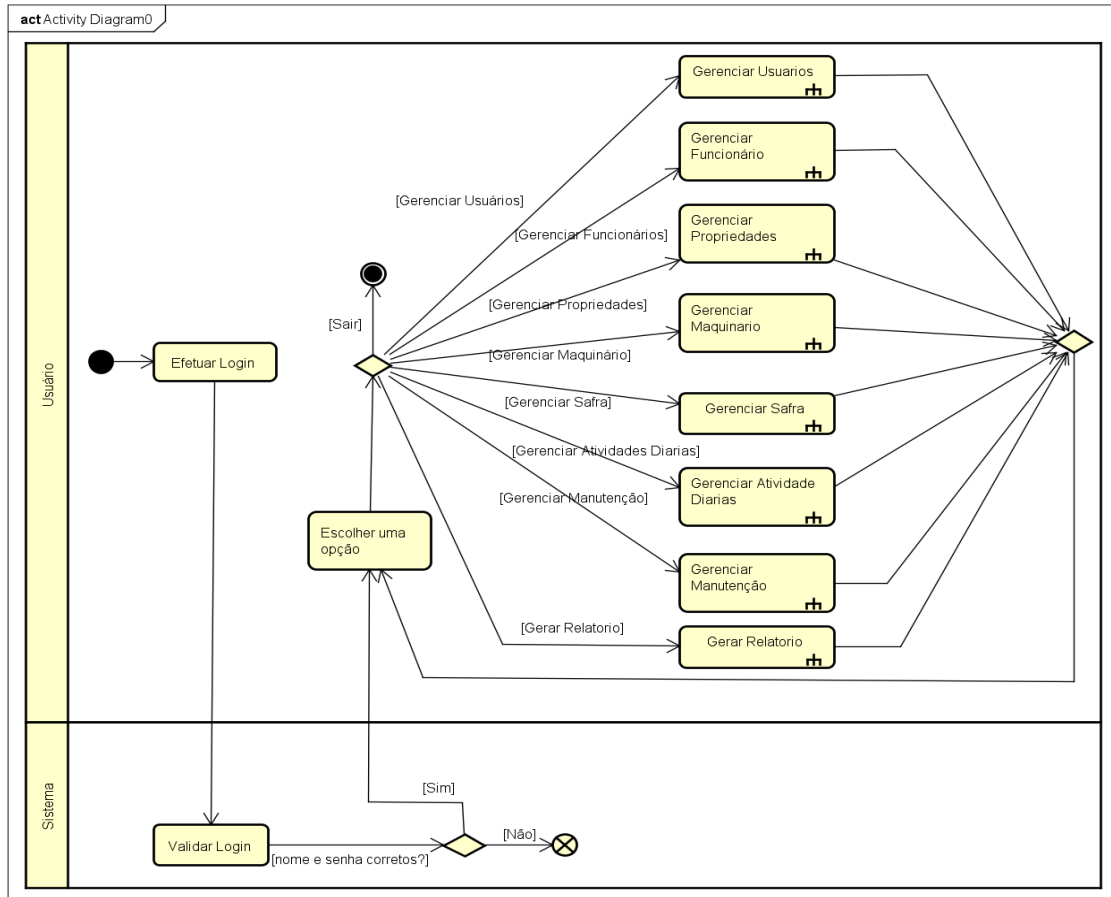 act Activity Diagram0
Usuário
Efetuar Login
[Sair]
Escolher uma
opção
[Gerenciar Usuários]
[Gerenciar Funcionários]
[Gerenciar Propriedades]
[Gerenciar Maquinário]
[Gerenciar Safra]
[Gerenciar Atividades Diarias]
[Gerenciar Manutenção]
[Gerar Relatorio]
Gerenciar Usuarios
Gerenciar
Funcionário
Gerenciar
Propriedades
Gerenciar
Maquinario
Gerenciar Safra
Gerenciar Atividade
Diarias
Gerenciar
Manutenção
Gerar Relatorio
Sistema
Validar Login
[nome e senha corretos?]
[Sim]
[Não]